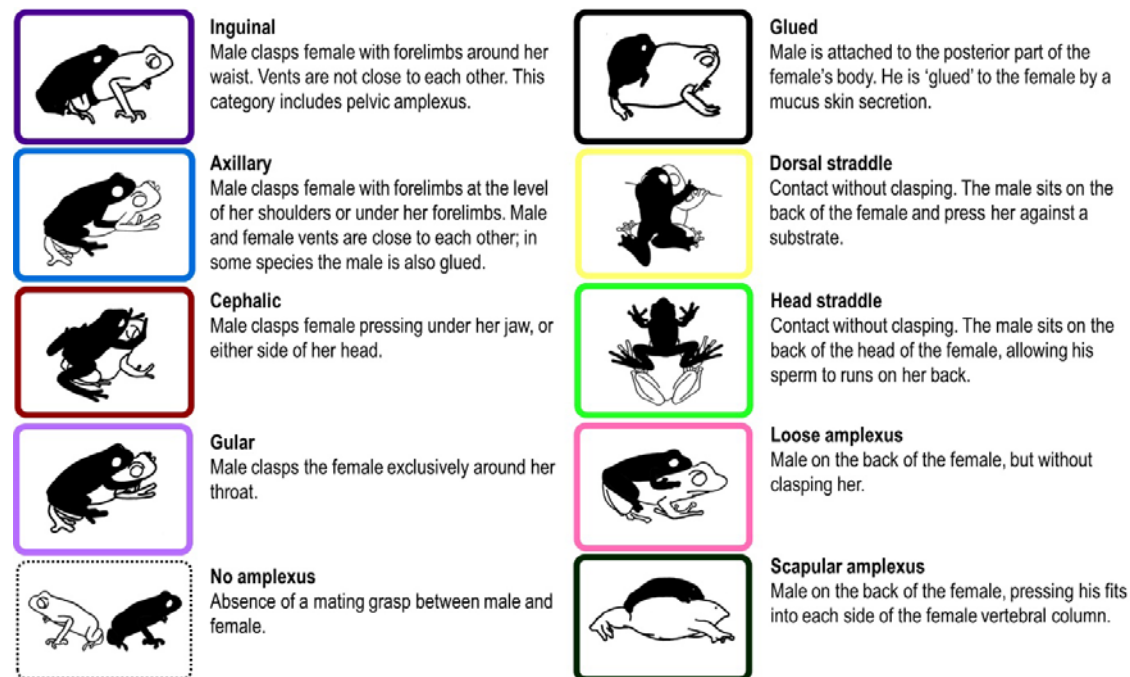 Inguinal
Male clasps female with forelimbs around her
waist. Vents are not close to each other. This
category includes pelvic amplexus.
Axillary
Male clasps female with forelimbs at the level
of her shoulders or under her forelimbs. Male
and female vents are close to each other; in
some species the male is also glued.
Cephalic
Male clasps female pressing under her jaw, or
either side of her head.
Gular
Male clasps the female exclusively around her
throat.
No amplexus
Absence of a mating grasp between male and
female.
Glued
Male is attached to the posterior part of the
female's body. He is ‘glued’ to the female by a
mucus skin secretion.
Dorsal straddle
Contact without clasping. The male sits on the
back of the female and press her against a
substrate.
Head straddle
Contact without clasping. The male sits on the
back of the head of the female, allowing his
sperm to runs on her back.
Loose amplexus
Male on the back of the female, but without
clasping her.
Scapular amplexus
Male on the back of the female, pressing his fits
into each side of the female vertebral column.